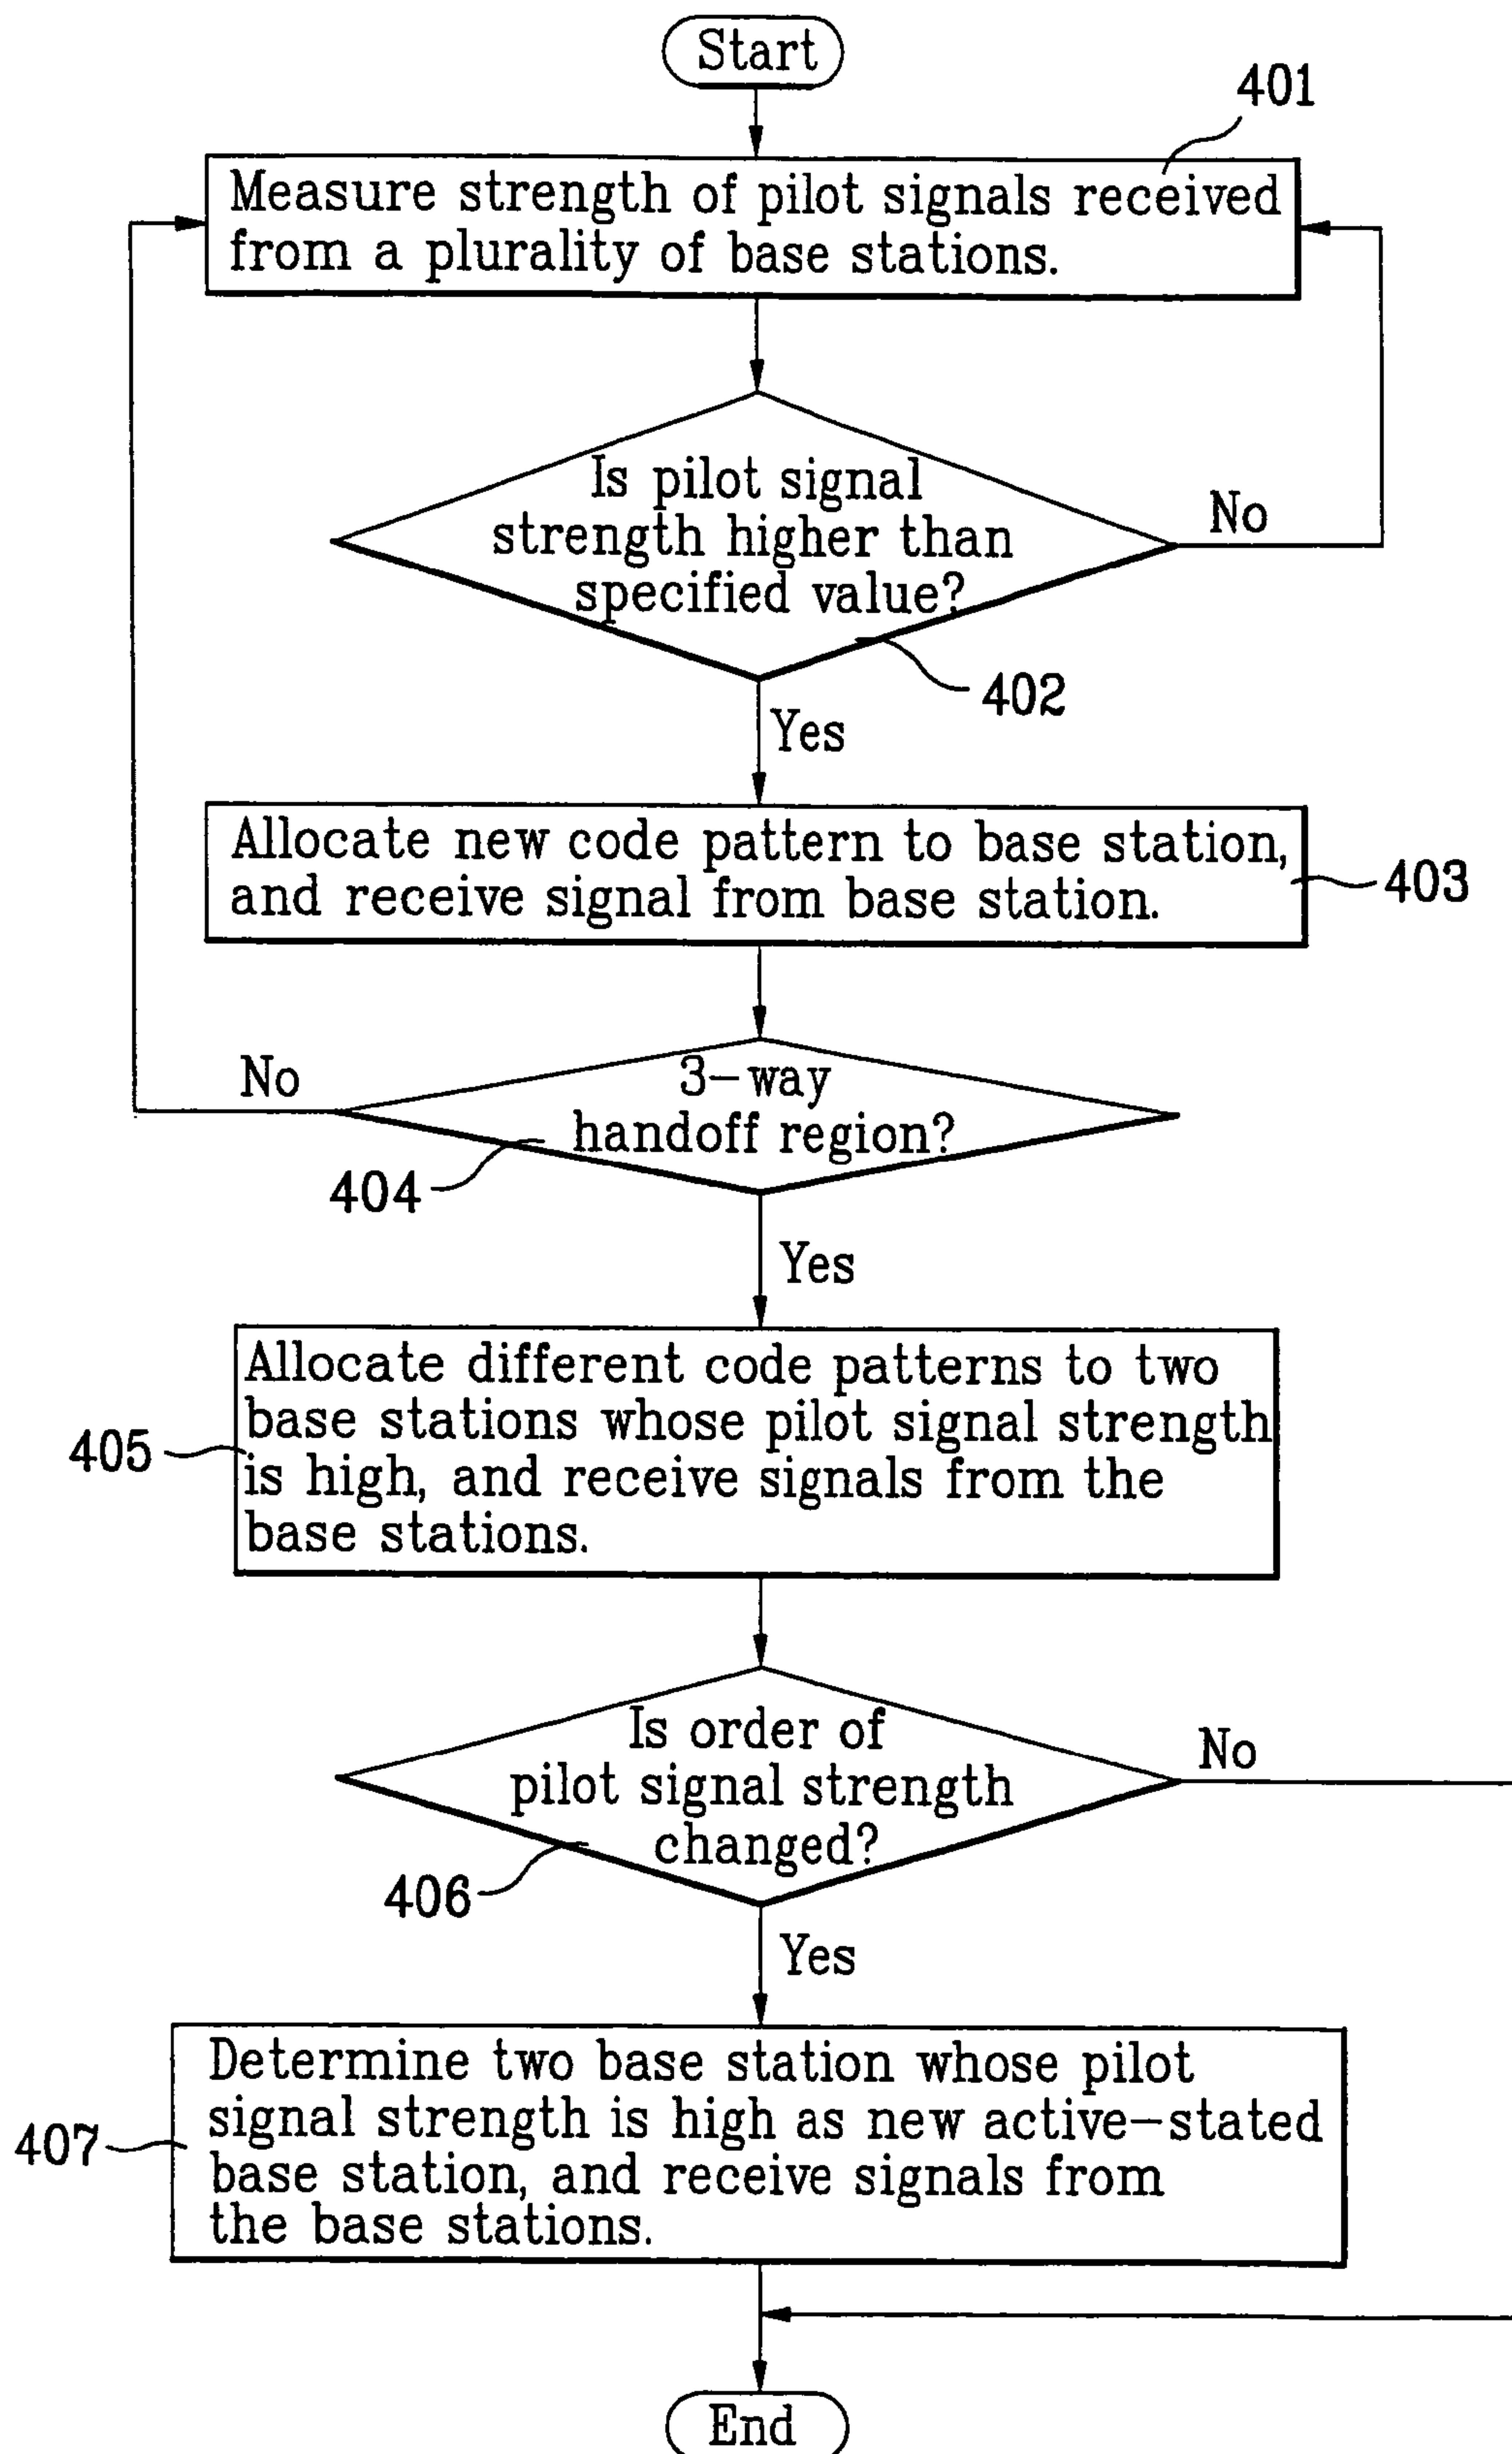 Start
401
Measure strength of pilot signals received
from a plurality of base stations.
Is pilot signal
strength higher than
specified value?
No
402
Yes
Allocate new code pattern to base station,
and receive signal from base station.
403
No
3-way
handoff region?
404
Yes
Allocate different code patterns to two
base stations whose pilot signal strength
is high, and receive signals from the
base stations.
405
Is order of
pilot signal strength
changed?
No
406
Yes
Determine two base station whose pilot
signal strength is high as new active-stated
base station, and receive signals from
the base stations.
407
End